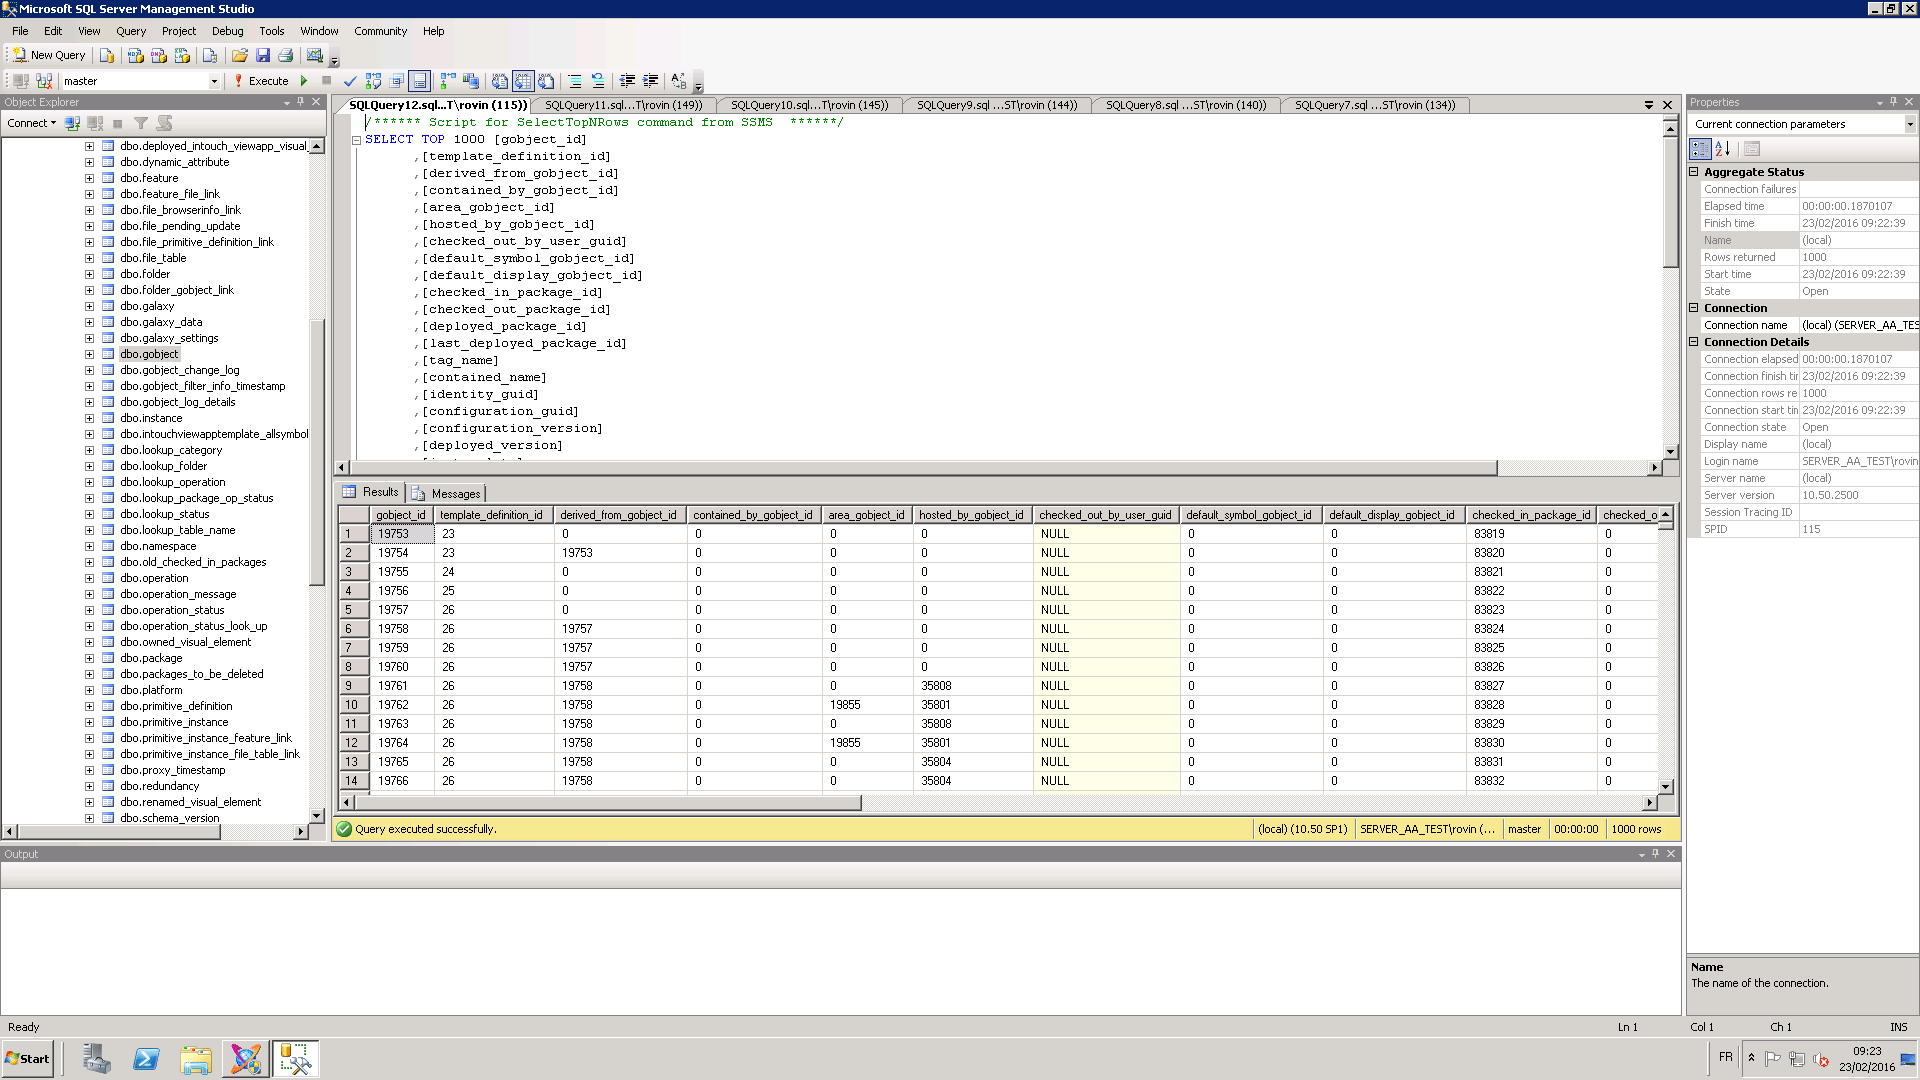 Microsoft SQL Server Management Studio
File Edit View Query Project Debug Tools Window Community Help
New Query
master Execute
Object Explorer
Connect
dbo.deployed_intouch_viewapp_visual_
dbo.dynamic_attribute
dbo.feature
dbo.feature_file_link
dbo.file_browserinfo_link
dbo.file_pending_update
dbo.file_primitive_definition_link
dbo.file_table
dbo.folder
dbo.folder_gobject_link
dbo.galaxy
dbo.galaxy_data
dbo.galaxy_settings
dbo.gobject
dbo.gobject_change_log
dbo.gobject_filter_info_timestamp
dbo.gobject_log_details
dbo.instance
dbo.intouchviewapptemplate_allsymbol
dbo.lookup_category
dbo.lookup_folder
dbo.lookup_operation
dbo.lookup_package_op_status
dbo.lookup_status
dbo.lookup_table_name
dbo.namespace
dbo.old_checked_in_packages
dbo.operation
dbo.operation_message
dbo.operation_status
dbo.operation_status_look_up
dbo.owned_visual_element
dbo.package
dbo.packages_to_be_deleted
dbo.platform
dbo.primitive_definition
dbo.primitive_instance
dbo.primitive_instance_feature_link
dbo.primitive_instance_file_table_link
dbo.proxy_timestamp
dbo.redundancy
dbo.renamed_visual_element
dbo.schema_version
SQLQuery12.sql...T\rovin (115)) SQLQuery11.sql...T\rovin (149)) SQLQuery10.sql...T\rovin (145)) SQLQuery9.sql ...ST\rovin (144)) SQLQuery8.sql ...ST\rovin (140)) SQLQuery7.sql ...ST\rovin (134))
/****** Script for SelectTopNRows command from SSMS  ******/
SELECT TOP 1000 [gobject_id]
,[template_definition_id]
,[derived_from_gobject_id]
,[contained_by_gobject_id]
,[area_gobject_id]
,[hosted_by_gobject_id]
,[checked_out_by_user_guid]
,[default_symbol_gobject_id]
,[default_display_gobject_id]
,[checked_in_package_id]
,[checked_out_package_id]
,[deployed_package_id]
,[last_deployed_package_id]
,[tag_name]
,[contained_name]
,[identity_guid]
,[configuration_guid]
,[configuration_version]
,[deployed_version]
Results Messages
gobject_id template_definition_id derived_from_gobject_id contained_by_gobject_id area_gobject_id hosted_by_gobject_id checked_out_by_user_guid default_symbol_gobject_id default_display_gobject_id checked_in_package_id checked_o
1 19753 23 0 0 0 0 NULL 0 0 83819 0
2 19754 23 19753 0 0 0 NULL 0 0 83820 0
3 19755 24 0 0 0 0 NULL 0 0 83821 0
4 19756 25 0 0 0 0 NULL 0 0 83822 0
5 19757 26 0 0 0 0 NULL 0 0 83823 0
6 19758 26 19757 0 0 0 NULL 0 0 83824 0
7 19759 26 19757 0 0 0 NULL 0 0 83825 0
8 19760 26 19757 0 0 0 NULL 0 0 83826 0
9 19761 26 19758 0 0 35808 NULL 0 0 83827 0
10 19762 26 19758 0 19855 35801 NULL 0 0 83828 0
11 19763 26 19758 0 0 35808 NULL 0 0 83829 0
12 19764 26 19758 0 19855 35801 NULL 0 0 83830 0
13 19765 26 19758 0 0 35804 NULL 0 0 83831 0
14 19766 26 19758 0 0 35804 NULL 0 0 83832 0
Query executed successfully. (local) (10.50 SP1) SERVER_AA_TEST\rovin (... master 00:00:00 1000 rows
Properties
Current connection parameters
Aggregate Status
Connection failures
Elapsed time 00:00:00.1870107
Finish time 23/02/2016 09:22:39
Name (local)
Rows returned 1000
Start time 23/02/2016 09:22:39
State Open
Connection
Connection name (local) (SERVER_AA_TES
Connection Details
Connection elapsed 00:00:00.1870107
Connection finish tir 23/02/2016 09:22:39
Connection rows re 1000
Connection start tin 23/02/2016 09:22:39
Connection state Open
Display name (local)
Login name SERVER_AA_TEST\rovin
Server name (local)
Server version 10.50.2500
Session Tracing ID
SPID 115
Name
The name of the connection.
Output
Ready Ln 1 Col 1 Ch 1 INS
Start FR 09:23
23/02/2016